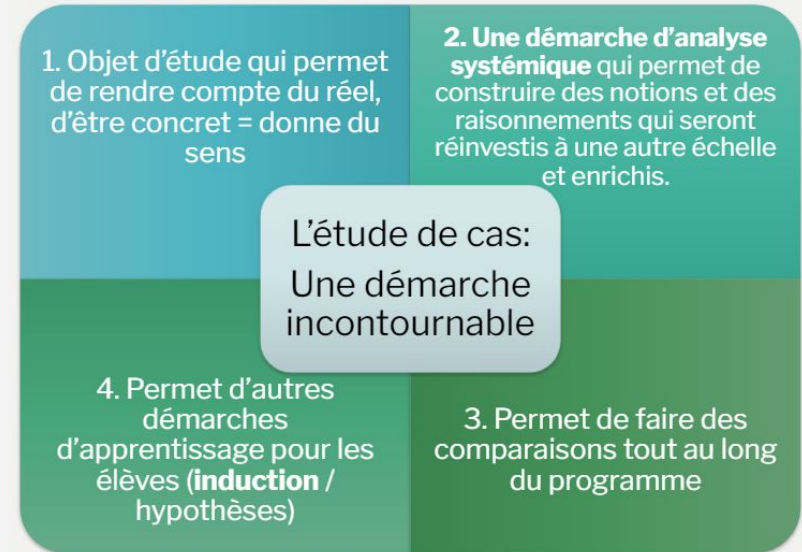 1. Objet d'étude qui permet
de rendre compte du réel,
d'être concret = donne du
sens
2. Une démarche d'analyse
systémique qui permet de
construire des notions et des
raisonnements qui seront
réinvestis à une autre échelle
et enrichis.
L'étude de cas:
Une démarche
incontournable
4. Permet d'autres
démarches
d'apprentissage pour les
élèves (induction /
hypothèses)
3. Permet de faire des
comparaisons tout au long
du programme